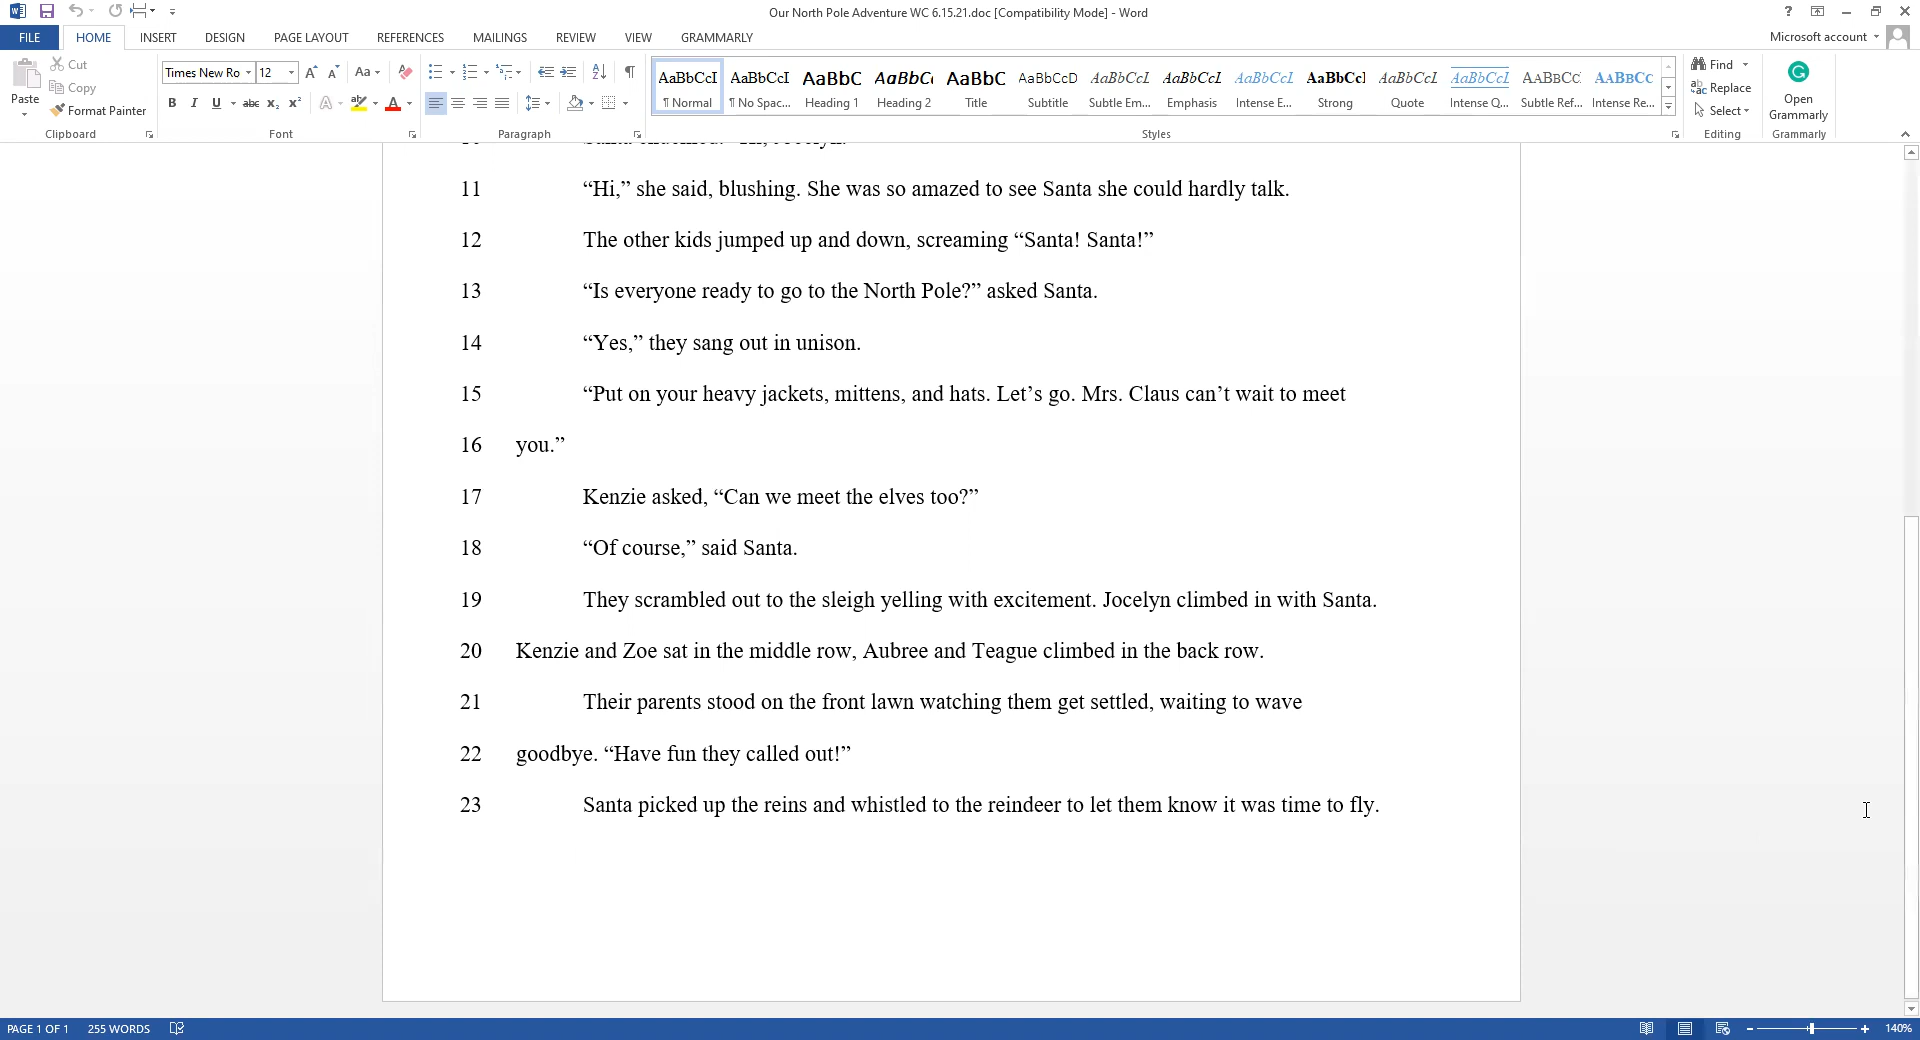 Our North Pole Adventure WC 6.15.21.doc [Compatibility Mode] - Word
?
FILE HOME INSERT DESIGN PAGE LAYOUT REFERENCES MAILINGS REVIEW VIEW GRAMMARLY Microsoft account
Paste
Cut
Copy
Format Painter
Clipboard
Times New Ro 12
Font
Paragraph
AaBbCcI AaBbCcI AaBbC AaBbC AaBbC AaBbCcD AaBbCcI AaBbCcI AaBbCcI AaBbCcI AaBbCcI AaBbCcI AABBCC AABBCC
¶ Normal ¶ No Spac... Heading 1 Heading 2 Title Subtitle Subtle Em... Emphasis Intense E... Strong Quote Intense Q... Subtle Ref... Intense Re...
Styles
Find
Replace
Select
Editing
Open
Grammarly
Grammarly
11 “Hi,” she said, blushing. She was so amazed to see Santa she could hardly talk.
12 The other kids jumped up and down, screaming “Santa! Santa!”
13 “Is everyone ready to go to the North Pole?” asked Santa.
14 “Yes,” they sang out in unison.
15 “Put on your heavy jackets, mittens, and hats. Let’s go. Mrs. Claus can’t wait to meet
16 you.”
17 Kenzie asked, “Can we meet the elves too?”
18 “Of course,” said Santa.
19 They scrambled out to the sleigh yelling with excitement. Jocelyn climbed in with Santa.
20 Kenzie and Zoe sat in the middle row, Aubree and Teague climbed in the back row.
21 Their parents stood on the front lawn watching them get settled, waiting to wave
22 goodbye. “Have fun they called out!”
23 Santa picked up the reins and whistled to the reindeer to let them know it was time to fly.
PAGE 1 OF 1 255 WORDS 140%